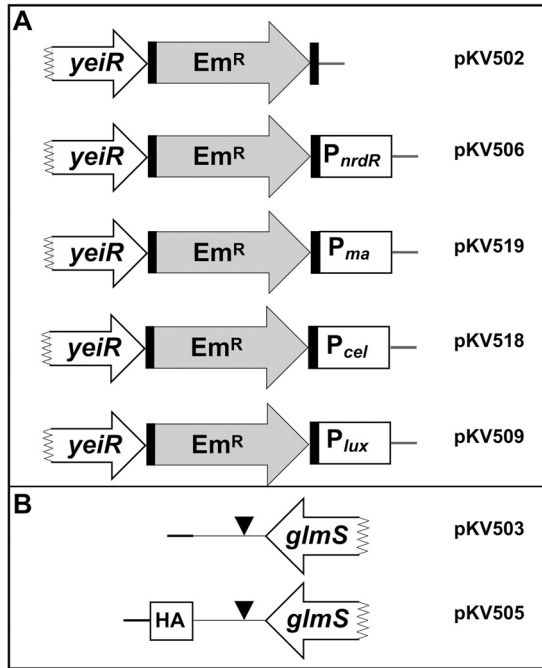 A
yeiR Emᴿ pKV502
yeiR Emᴿ PnrdR pKV506
yeiR Emᴿ Pma pKV519
yeiR Emᴿ Pcel pKV518
yeiR Emᴿ Plux pKV509
B
glmS pKV503
HA glmS pKV505